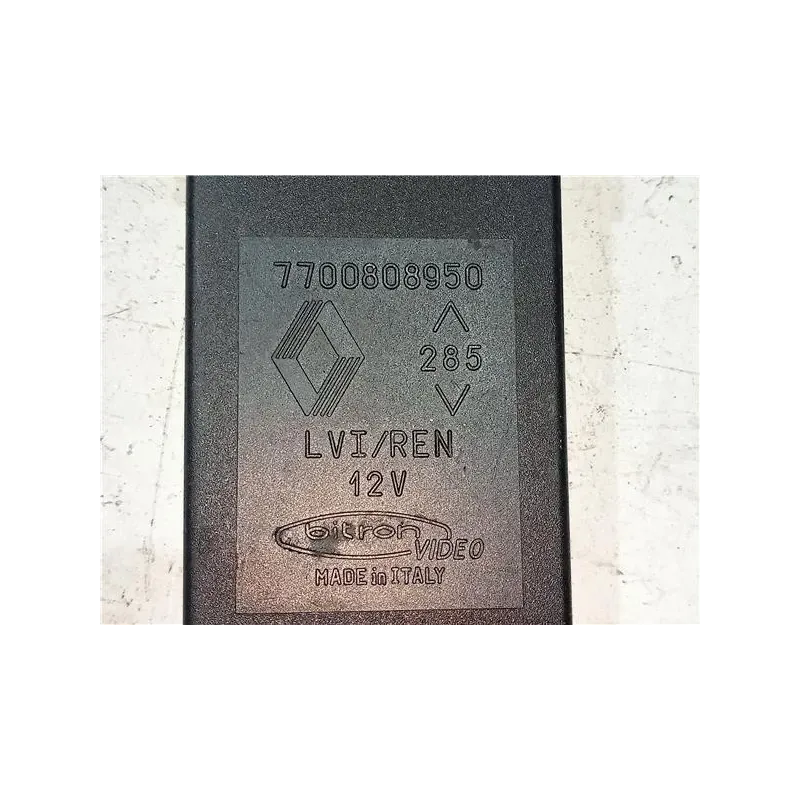 7700808950
285
LVI/REN
12V
bitron
VIDEO
MADE in ITALY